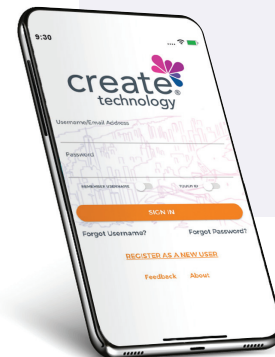 9:30
create®
technology
Username/Email Address
Password
REMEMBER USERNAME TOUCH ID
SIGN IN
Forgot Username? Forgot Password?
REGISTER AS A NEW USER
Feedback About